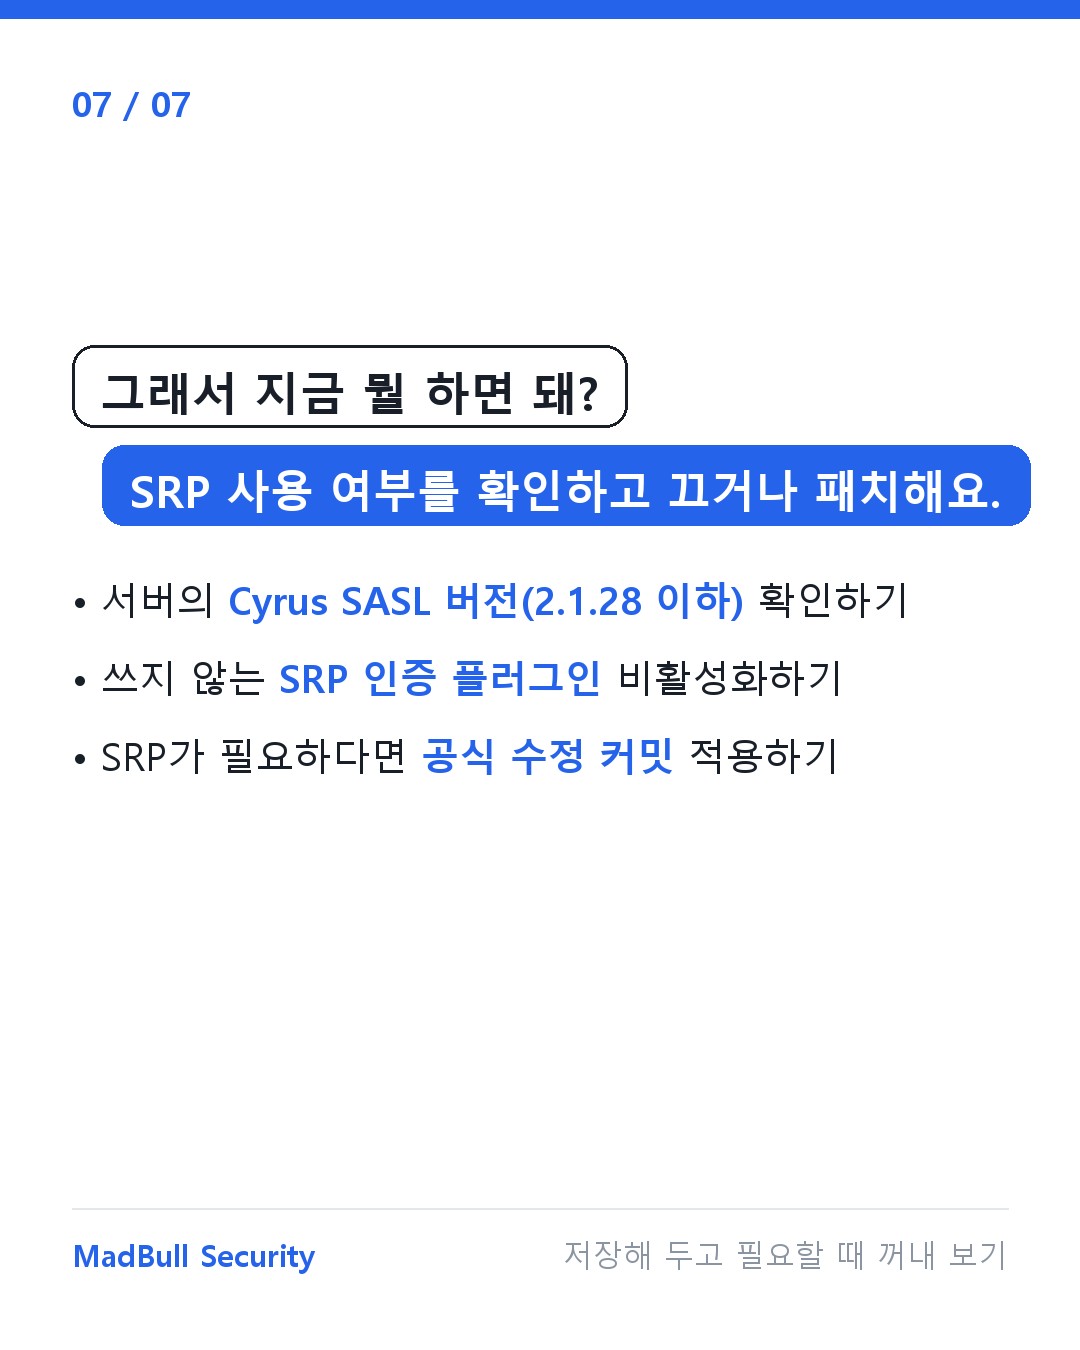 07 / 07
그래서 지금 뭘 하면 돼?
SRP 사용 여부를 확인하고 끄거나 패치해요.
• 서버의 Cyrus SASL 버전(2.1.28 이하) 확인하기
• 쓰지 않는 SRP 인증 플러그인 비활성화하기
• SRP가 필요하다면 공식 수정 커밋 적용하기
MadBull Security
저장해 두고 필요할 때 꺼내 보기